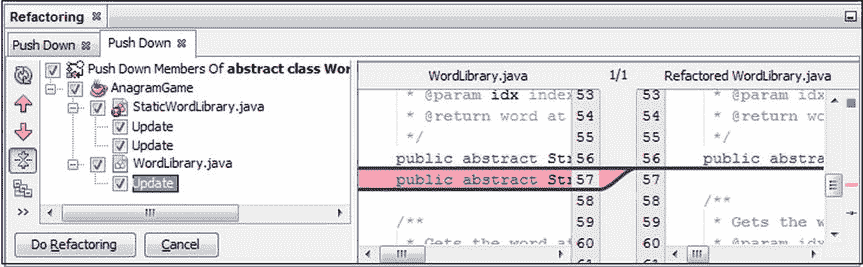 Refactoring
Push Down Push Down
Push Down Members Of abstract class Wor
AnagramGame
StaticWordLibrary.java
Update
Update
WordLibrary.java
Update
>>
Do Refactoring Cancel
WordLibrary.java 1/1 Refactored WordLibrary.java
* @param idx index 53 53 * @param idx
* @return word at 54 54 * @return wo
*/ 55 55 */
public abstract Str 56 56 public abstra
public abstract Str 57 57
58 58 /**
/** 59 59 * Gets the w
* Gets the word at 60 60 * @param idx
61 61